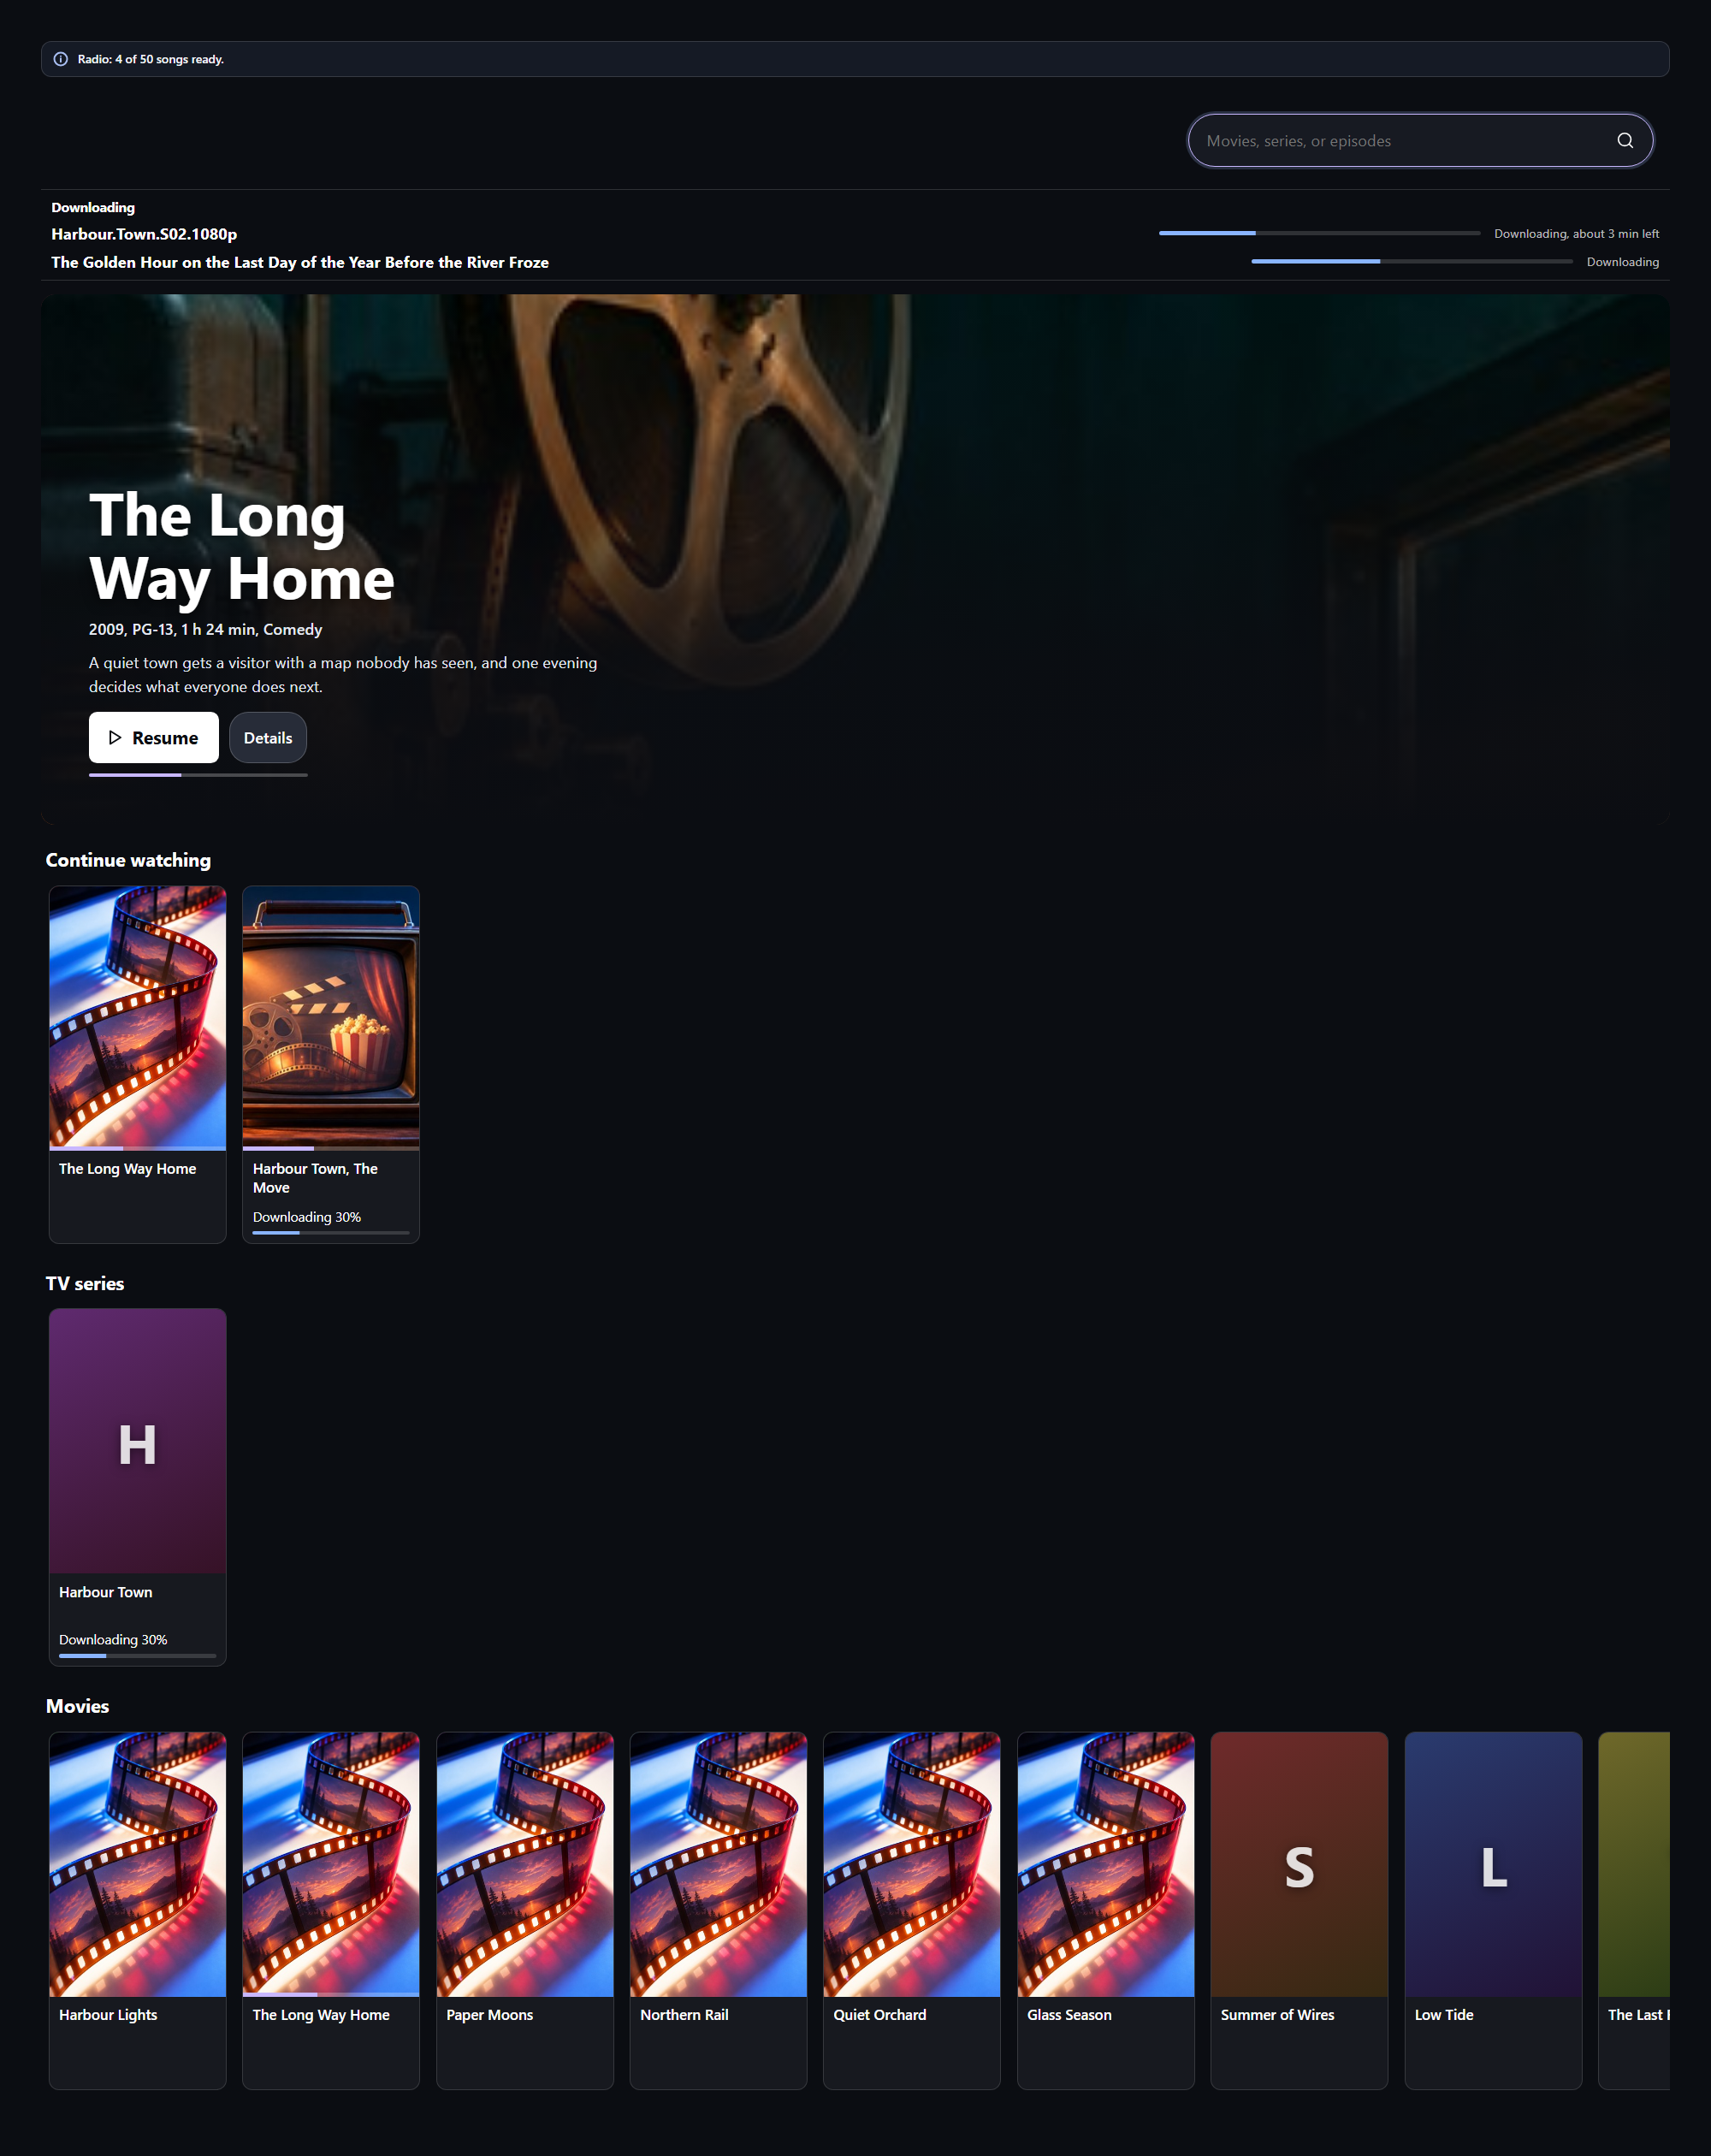 Radio: 4 of 50 songs ready.
Movies, series, or episodes
Downloading
Harbour.Town.S02.1080p
Downloading, about 3 min left
The Golden Hour on the Last Day of the Year Before the River Froze
Downloading
The Long
Way Home
2009, PG-13, 1 h 24 min, Comedy
A quiet town gets a visitor with a map nobody has seen, and one evening
decides what everyone does next.
Resume
Details
Continue watching
The Long Way Home
Harbour Town, The
Move
Downloading 30%
TV series
H
Harbour Town
Downloading 30%
Movies
S
L
Harbour Lights
The Long Way Home
Paper Moons
Northern Rail
Quiet Orchard
Glass Season
Summer of Wires
Low Tide
The Last